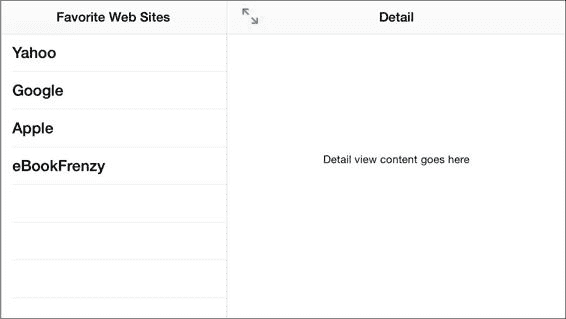 Favorite Web Sites
Detail
Yahoo
Google
Apple
eBookFrenzy
Detail view content goes here